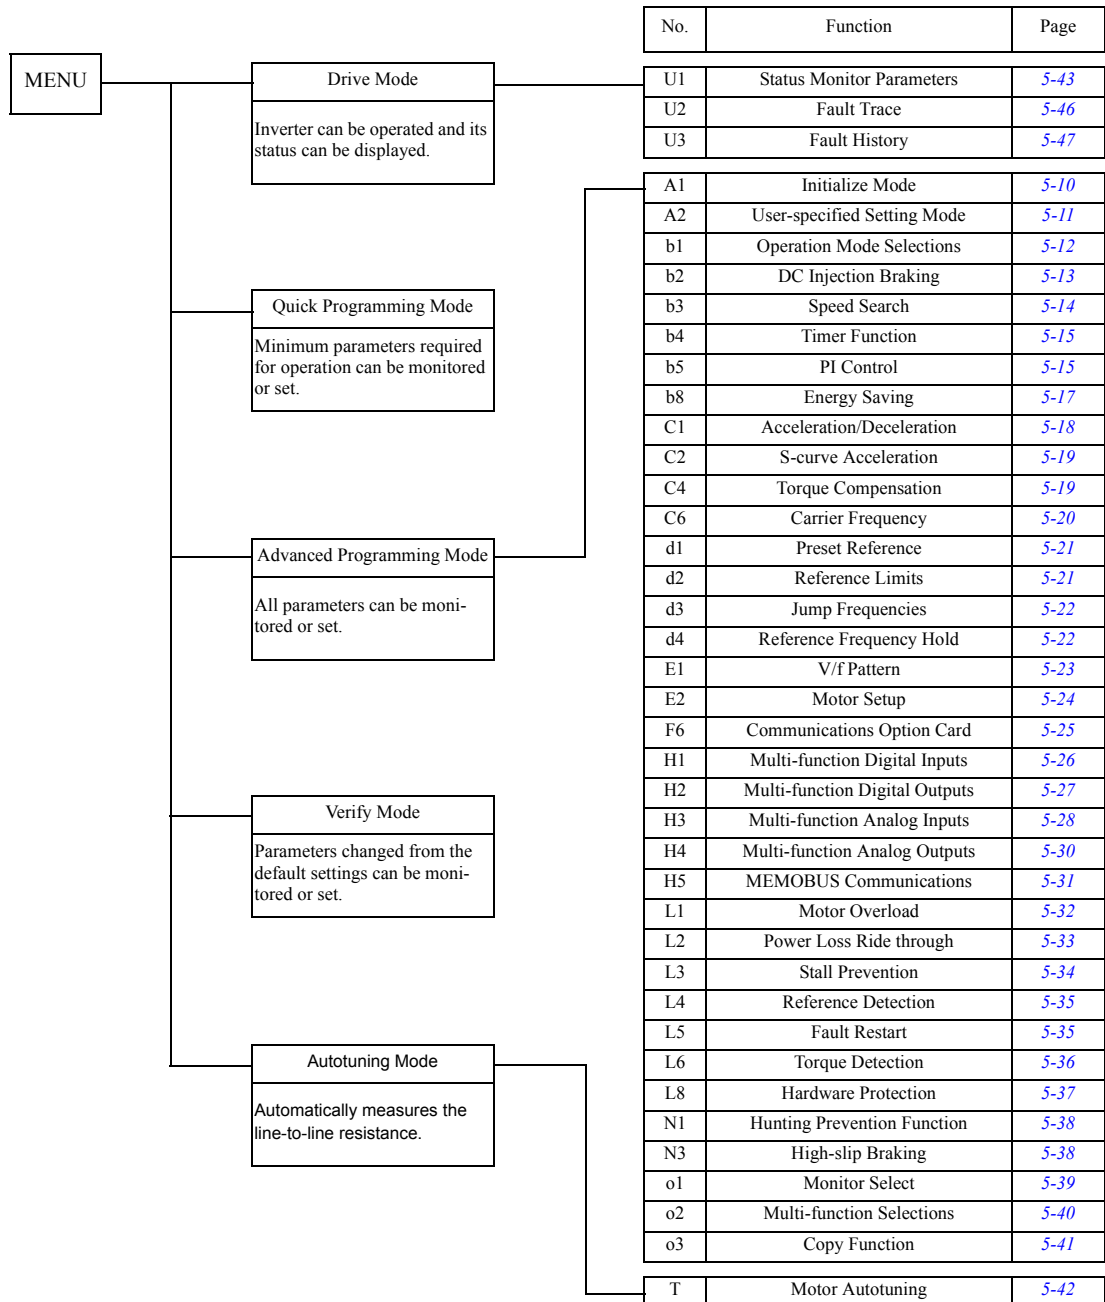 No. Function Page
MENU
Drive Mode
Inverter can be operated and its
status can be displayed.
U1 Status Monitor Parameters 5-43
U2 Fault Trace 5-46
U3 Fault History 5-47
Quick Programming Mode
Minimum parameters required
for operation can be monitored
or set.
Advanced Programming Mode
All parameters can be moni-
tored or set.
A1 Initialize Mode 5-10
A2 User-specified Setting Mode 5-11
b1 Operation Mode Selections 5-12
b2 DC Injection Braking 5-13
b3 Speed Search 5-14
b4 Timer Function 5-15
b5 PI Control 5-15
b8 Energy Saving 5-17
C1 Acceleration/Deceleration 5-18
C2 S-curve Acceleration 5-19
C4 Torque Compensation 5-19
C6 Carrier Frequency 5-20
d1 Preset Reference 5-21
d2 Reference Limits 5-21
d3 Jump Frequencies 5-22
d4 Reference Frequency Hold 5-22
E1 V/f Pattern 5-23
E2 Motor Setup 5-24
F6 Communications Option Card 5-25
H1 Multi-function Digital Inputs 5-26
H2 Multi-function Digital Outputs 5-27
H3 Multi-function Analog Inputs 5-28
H4 Multi-function Analog Outputs 5-30
H5 MEMOBUS Communications 5-31
L1 Motor Overload 5-32
L2 Power Loss Ride through 5-33
L3 Stall Prevention 5-34
L4 Reference Detection 5-35
L5 Fault Restart 5-35
L6 Torque Detection 5-36
L8 Hardware Protection 5-37
N1 Hunting Prevention Function 5-38
N3 High-slip Braking 5-38
o1 Monitor Select 5-39
o2 Multi-function Selections 5-40
o3 Copy Function 5-41
Verify Mode
Parameters changed from the
default settings can be moni-
tored or set.
Autotuning Mode
Automatically measures the
line-to-line resistance.
T Motor Autotuning 5-42